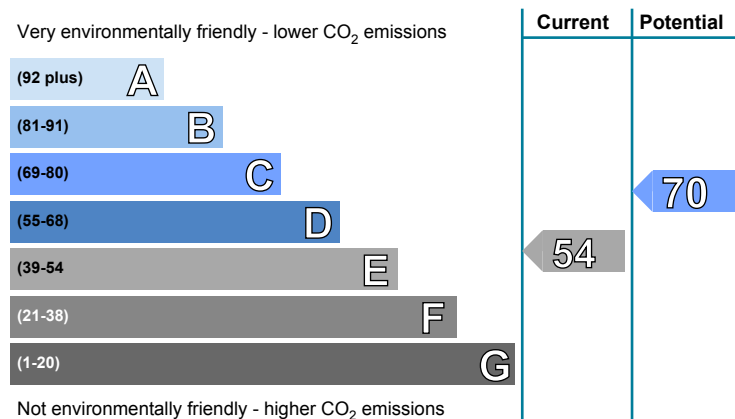 Very environmentally friendly - lower CO₂ emissions
Current
Potential
(92 plus) A
(81-91) B
(69-80) C
70
(55-68) D
54
(39-54 E
(21-38) F
(1-20) G
Not environmentally friendly - higher CO₂ emissions